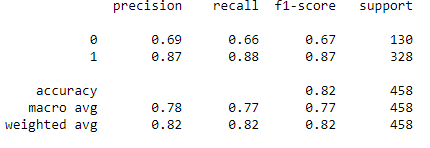 precision recall f1-score support
0 0.69 0.66 0.67 130
1 0.87 0.88 0.87 328
accuracy 0.82 458
macro avg 0.78 0.77 0.77 458
weighted avg 0.82 0.82 0.82 458